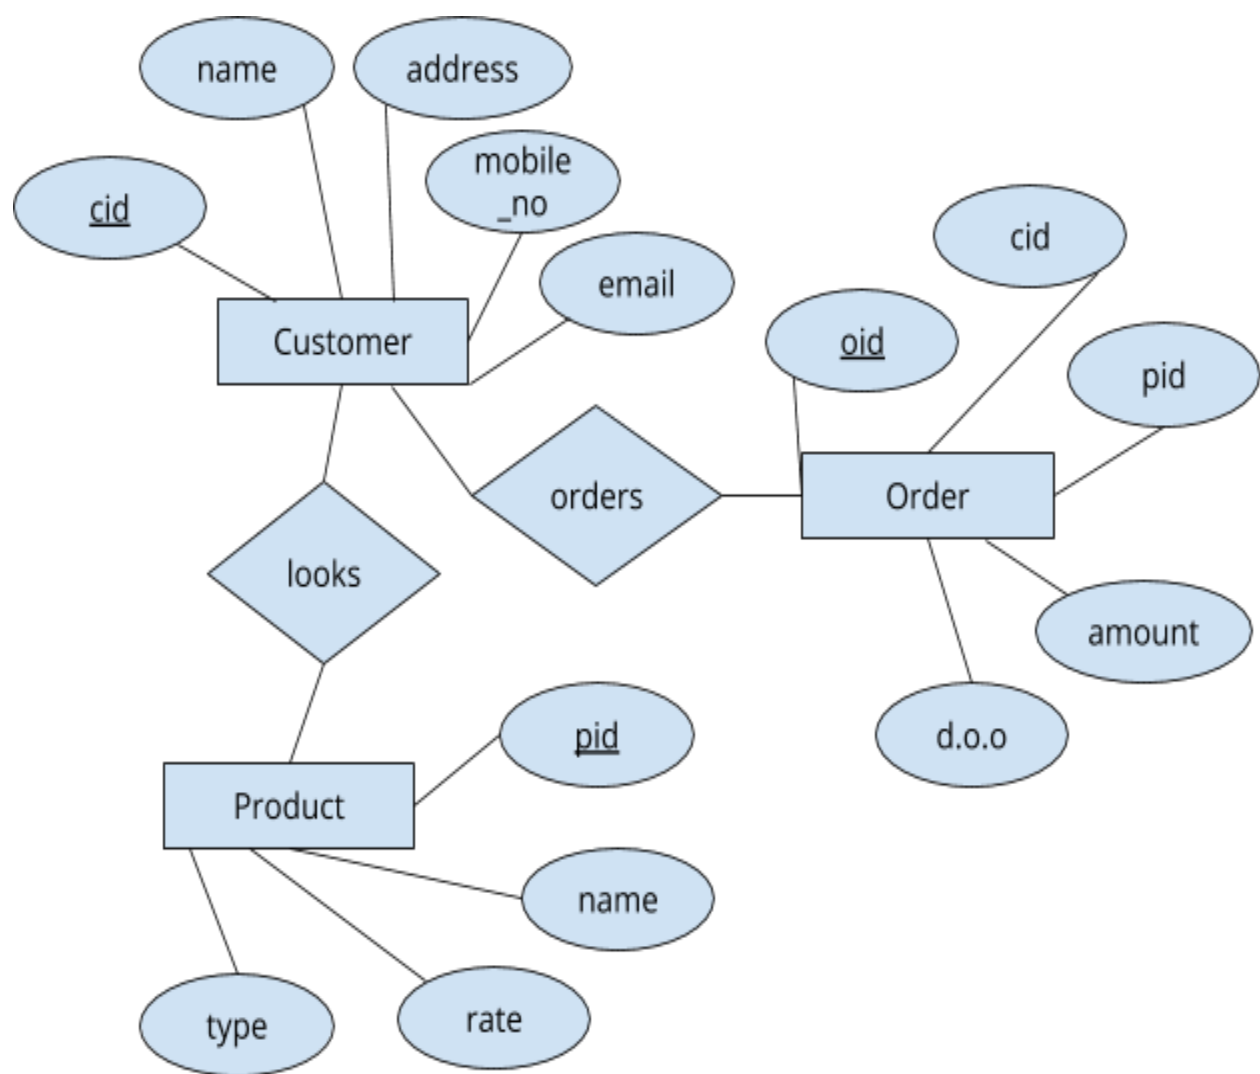 name
address
mobile
_no
cid
email
cid
oid
Customer
pid
orders
Order
looks
amount
pid
d.o.o
Product
name
rate
type